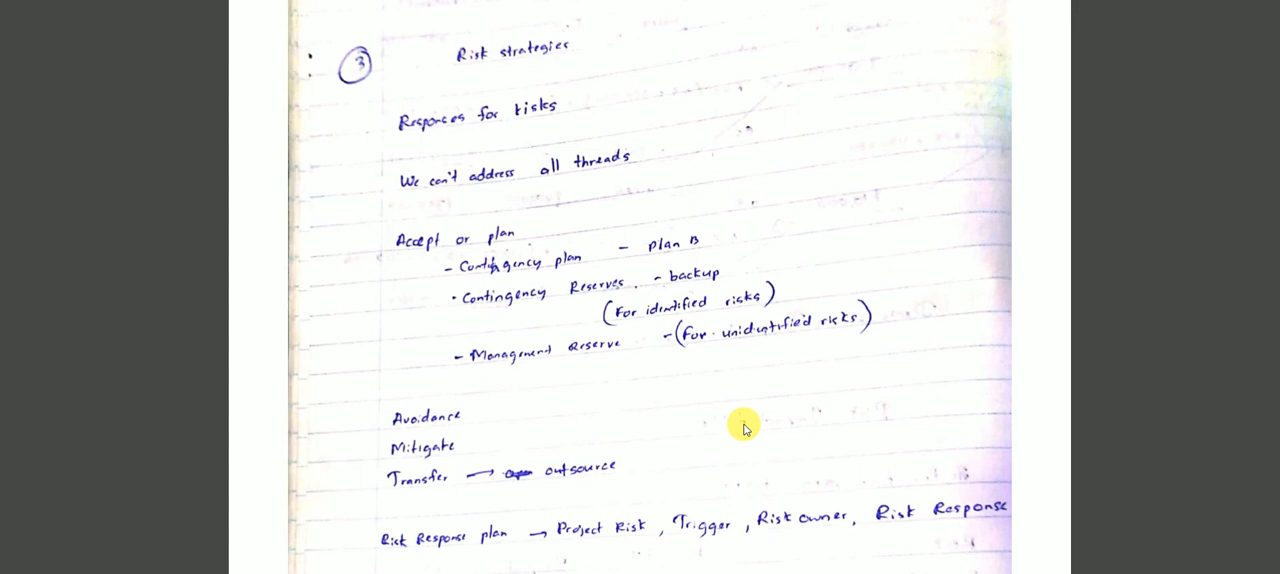 3
Risk strategies
Responces for risks
We can't address all threads
Accept or plan
- Contingency plan - plan B
· Contingency Reserves - backup
(For identified risks)
- Management Reserve - (For unidentified risks)
Avoidance
Mitigate
Transfer → outsource
Risk Response plan → Project Risk, Trigger, Risk owner, Risk Response